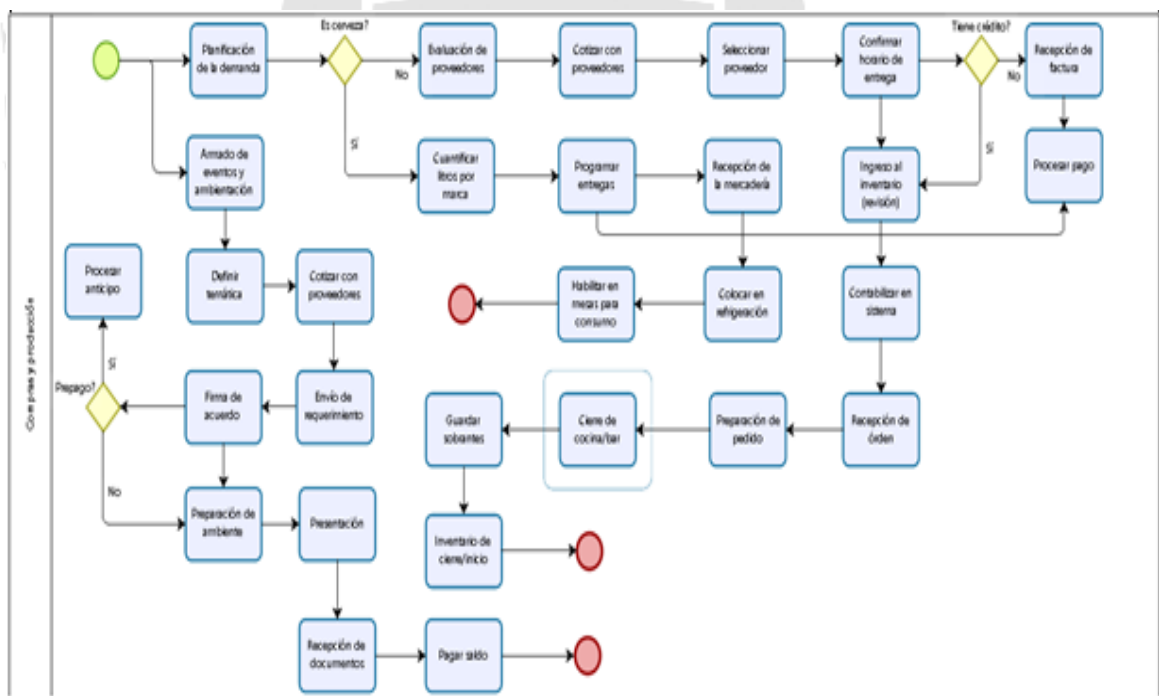 Es cerveza?
Tiene crédito?
Planificación
de la demanda
Evaluación de
proveedores
Cotizar con
proveedores
Seleccionar
proveedor
Confirmar
horario de
entrega
Recepción de
factura
No
No
Sí
Sí
Armado de
eventos y
ambientación
Cuantificar
litros por
marca
Programar
entregas
Recepción de
la mercadería
Ingreso al
inventario
(revisión)
Procesar pago
Procesar
anticipo
Definir
temática
Cotizar con
proveedores
Habilitar en
mesas para
consumo
Colocar en
refrigeración
Contabilizar en
sistema
Compras y producción
Sí
Prepago?
Firma de
acuerdo
Envío de
requerimiento
Guardar
sobrantes
Cierre de
cocina/bar
Preparación de
pedido
Recepción de
órden
No
Preparación de
ambiente
Presentación
Inventario de
cierre/inicio
Recepción de
documentos
Pagar saldo